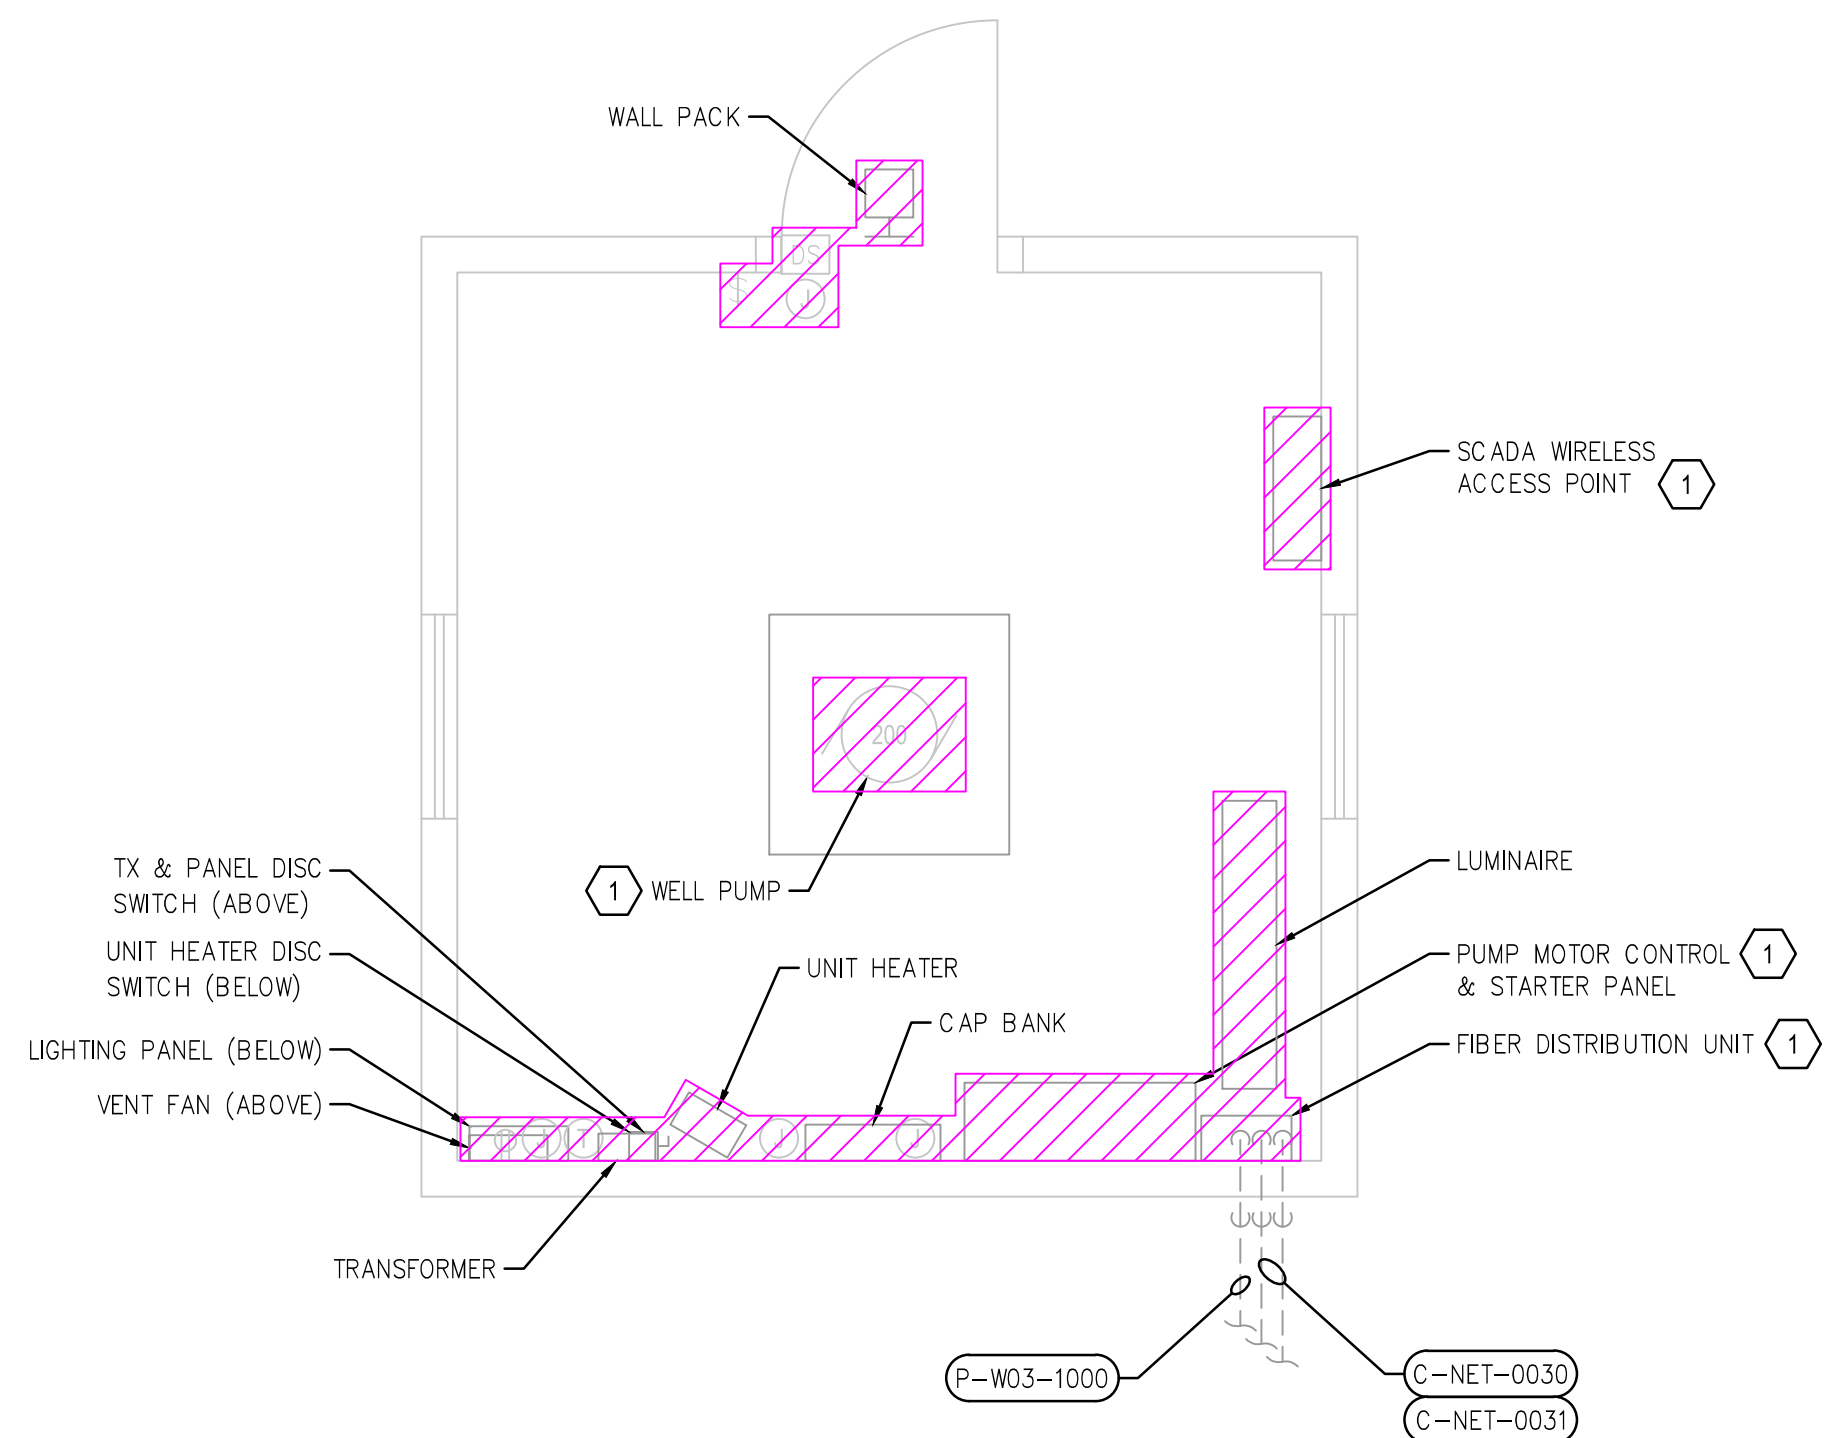 WALL PACK
DS
$
J
SCADA WIRELESS
ACCESS POINT
1
200
TX & PANEL DISC
SWITCH (ABOVE)
1
WELL PUMP
LUMINAIRE
UNIT HEATER DISC
SWITCH (BELOW)
UNIT HEATER
PUMP MOTOR CONTROL
& STARTER PANEL
1
CAP BANK
LIGHTING PANEL (BELOW)
FIBER DISTRIBUTION UNIT
1
VENT FAN (ABOVE)
J
T
J
J
TRANSFORMER
P-W03-1000
C-NET-0030
C-NET-0031